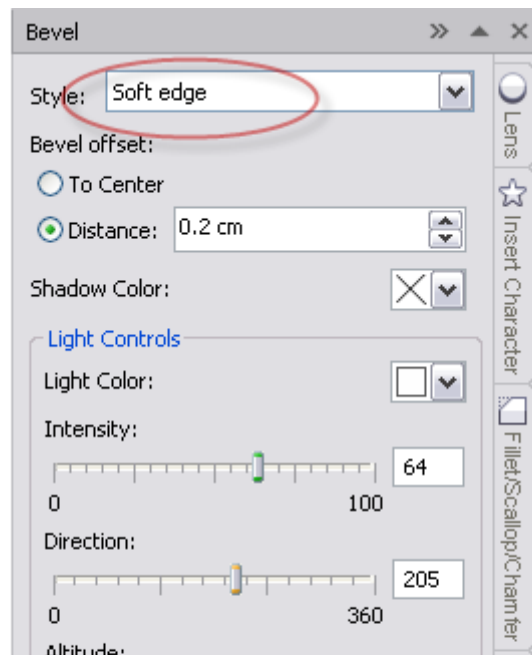 Bevel
Style: Soft edge
Bevel offset:
To Center
Distance: 0.2 cm
Shadow Color:
Light Controls
Light Color:
Intensity:
64
0 100
Direction:
205
0 360
Altitude:
Lens
Insert Character
Fillet/Scallop/Chamfer